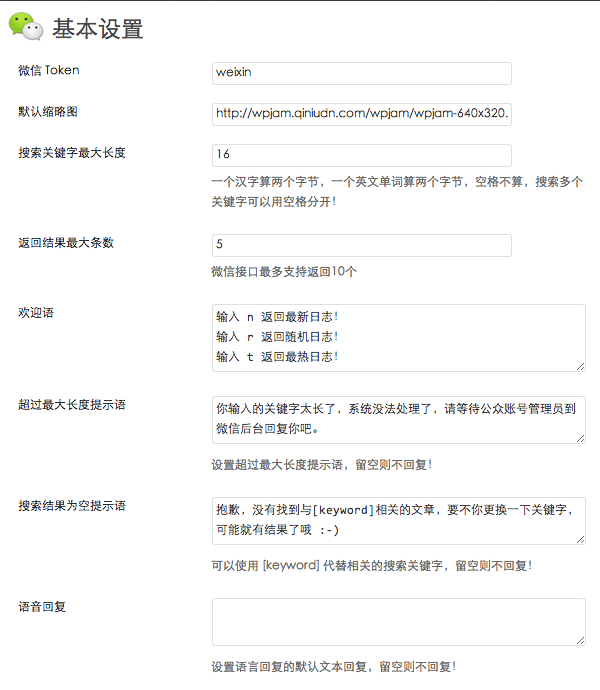 基本设置
微信 Token
weixin
默认缩略图
http://wpjam.qiniudn.com/wpjam/wpjam-640x320.
搜索关键字最大长度
16
一个汉字算两个字节，一个英文单词算两个字节，空格不算，搜索多个
关键字可以用空格分开！
返回结果最大条数
5
微信接口最多支持返回10个
欢迎语
输入 n 返回最新日志！
输入 r 返回随机日志！
输入 t 返回最热日志！
超过最大长度提示语
你输入的关键字太长了，系统没法处理了，请等待公众账号管理员到
微信后台回复你吧。
设置超过最大长度提示语，留空则不回复！
搜索结果为空提示语
抱歉，没有找到与[keyword]相关的文章，要不你更换一下关键字，
可能就有结果了哦 :-)
可以使用 [keyword] 代替相关的搜索关键字，留空则不回复！
语音回复
设置语言回复的默认文本回复，留空则不回复！